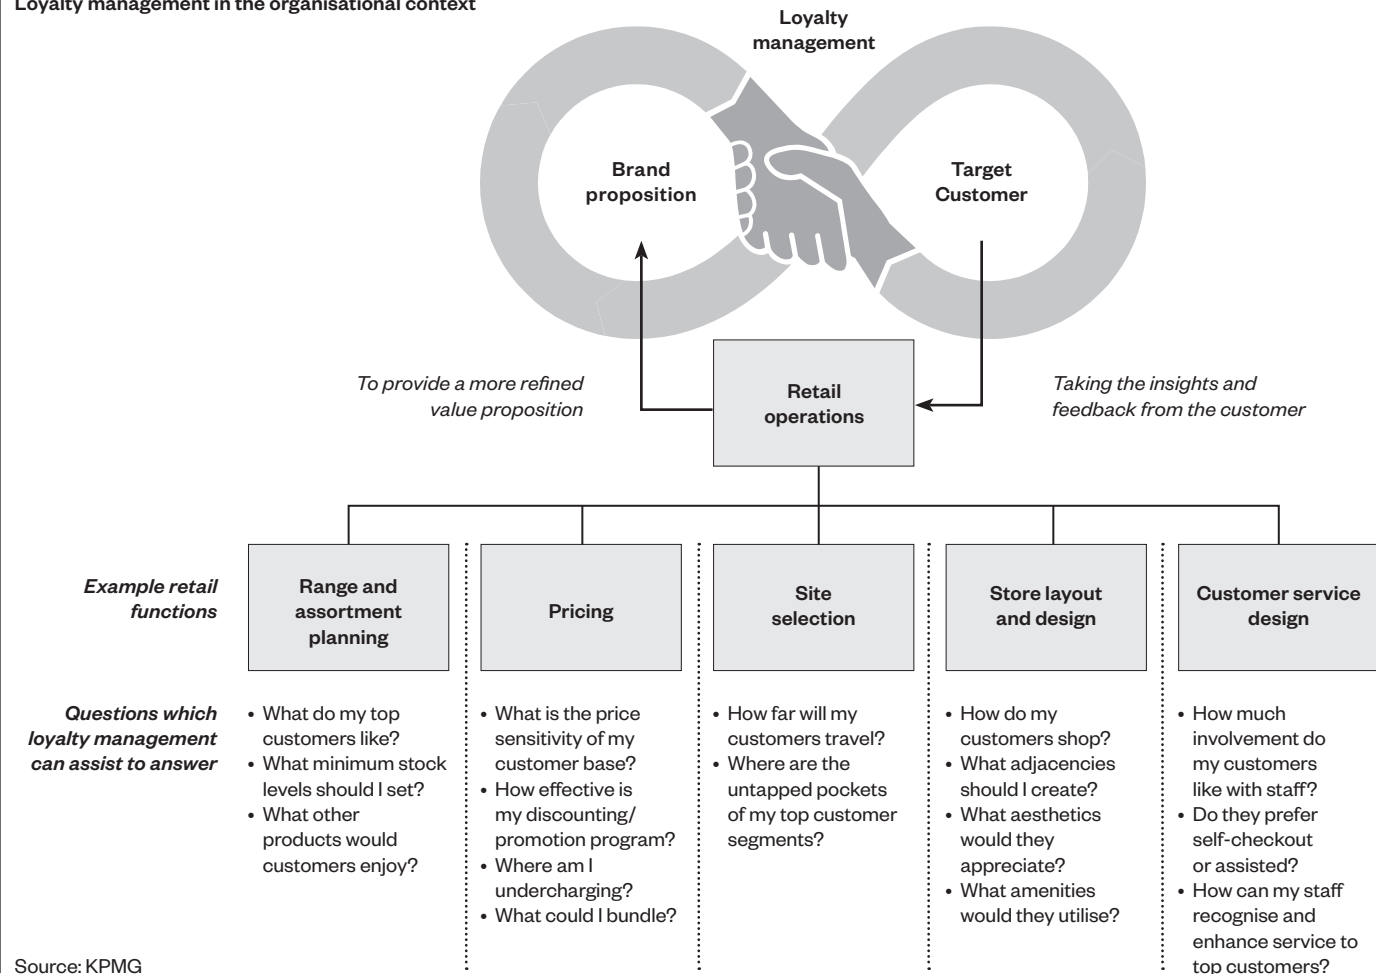 Loyalty management in the organisational context
Loyalty
management
Brand
proposition
Target
Customer
To provide a more refined
value proposition
Retail
operations
Taking the insights and
feedback from the customer
Example retail
functions
Range and
assortment
planning
Pricing
Site
selection
Store layout
and design
Customer service
design
Questions which
loyalty management
can assist to answer
• What do my top
customers like?
• What minimum stock
levels should I set?
• What other
products would
customers enjoy?
• What is the price
sensitivity of my
customer base?
• How effective is
my discounting/
promotion program?
• Where am I
undercharging?
• What could I bundle?
• How far will my
customers travel?
• Where are the
untapped pockets
of my top customer
segments?
• How do my
customers shop?
• What adjacencies
should I create?
• What aesthetics
would they
appreciate?
• What amenities
would they utilise?
• How much
involvement do
my customers
like with staff?
• Do they prefer
self-checkout
or assisted?
• How can my staff
recognise and
enhance service to
top customers?
Source: KPMG